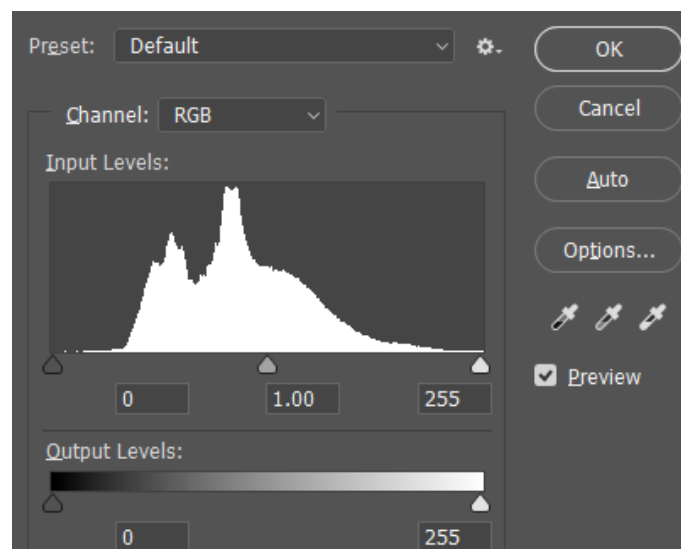 Preset: Default
OK
Channel: RGB
Cancel
Input Levels:
Auto
Options...
Preview
0 1.00 255
Output Levels:
0 255